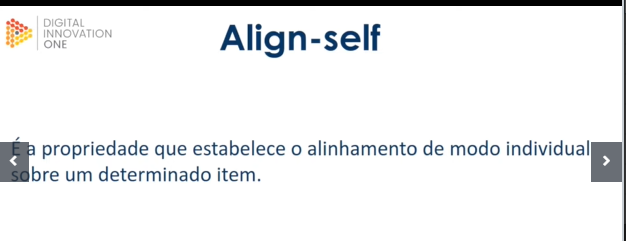 DIGITAL
INNOVATION
ONE
Align-self
É a propriedade que estabelece o alinhamento de modo individual
sobre um determinado item.